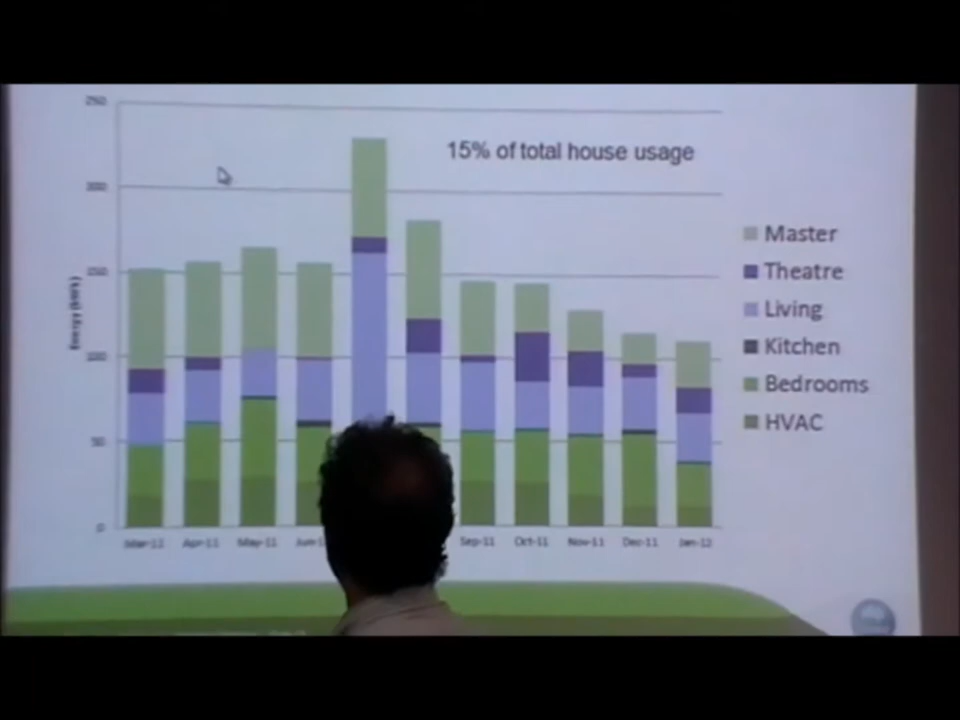 250
15% of total house usage
200
Master
150
Theatre
Energy (kWh)
Living
100
Kitchen
Bedrooms
50
HVAC
0
Apr-11 May-11 Sep-11 Oct-11 Nov-11 Dec-11 Jan-12